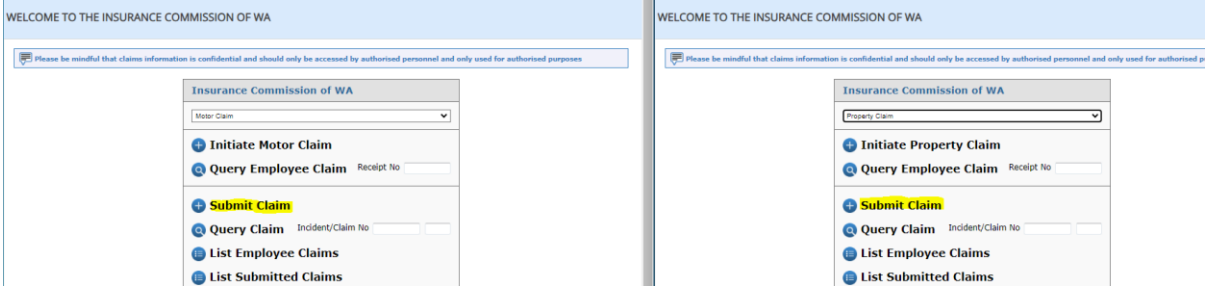 WELCOME TO THE INSURANCE COMMISSION OF WA
Please be mindful that claims information is confidential and should only be accessed by authorised personnel and only used for authorised purposes
Insurance Commission of WA
Motor Claim
Initiate Motor Claim
Query Employee Claim Receipt No
Submit Claim
Query Claim Incident/Claim No
List Employee Claims
List Submitted Claims
WELCOME TO THE INSURANCE COMMISSION OF WA
Please be mindful that claims information is confidential and should only be accessed by authorised personnel and only used for authorised p
Insurance Commission of WA
Property Claim
Initiate Property Claim
Query Employee Claim Receipt No
Submit Claim
Query Claim Incident/Claim No
List Employee Claims
List Submitted Claims